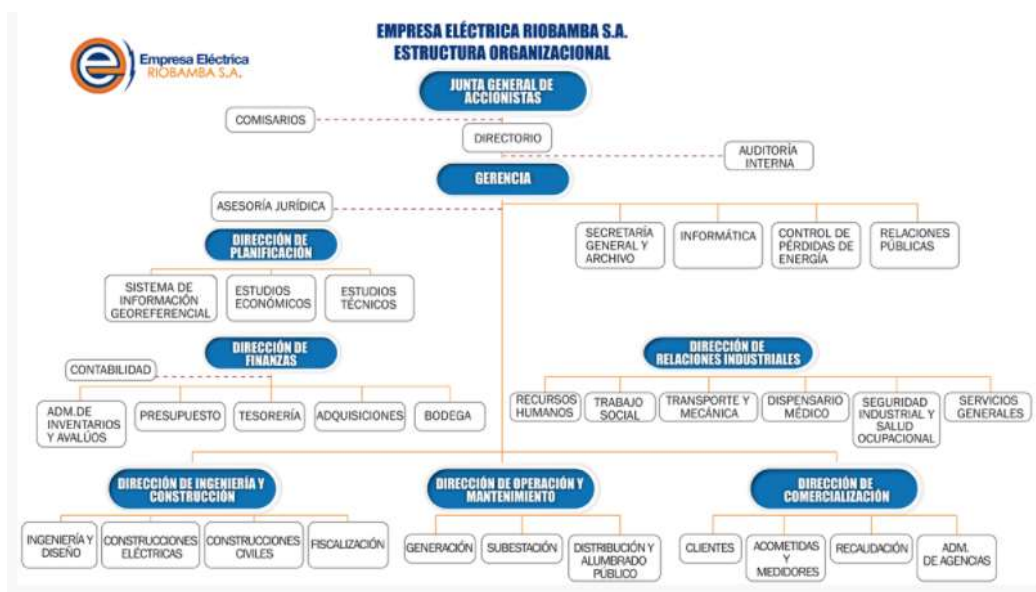 EMPRESA ELÉCTRICA RIOBAMBA S.A.
ESTRUCTURA ORGANIZACIONAL
e
Empresa Eléctrica
RIOBAMBA S.A.
JUNTA GENERAL DE
ACCIONISTAS
COMISARIOS
DIRECTORIO
AUDITORÍA
INTERNA
GERENCIA
ASESORÍA JURÍDICA
SECRETARÍA
GENERAL Y
ARCHIVO
INFORMÁTICA
CONTROL DE
PÉRDIDAS DE
ENERGÍA
RELACIONES
PÚBLICAS
DIRECCIÓN DE
PLANIFICACIÓN
SISTEMA DE
INFORMACIÓN
GEOREFERENCIAL
ESTUDIOS
ECONÓMICOS
ESTUDIOS
TÉCNICOS
DIRECCIÓN DE
FINANZAS
CONTABILIDAD
ADM.DE
INVENTARIOS
Y AVALÚOS
PRESUPUESTO
TESORERÍA
ADQUISICIONES
BODEGA
DIRECCIÓN DE
RELACIONES INDUSTRIALES
RECURSOS
HUMANOS
TRABAJO
SOCIAL
TRANSPORTE Y
MECÁNICA
DISPENSARIO
MÉDICO
SEGURIDAD
INDUSTRIAL Y
SALUD
OCUPACIONAL
SERVICIOS
GENERALES
DIRECCIÓN DE INGENIERÍA Y
CONSTRUCCIÓN
INGENIERÍA Y
DISEÑO
CONSTRUCCIONES
ELÉCTRICAS
CONSTRUCCIONES
CIVILES
FISCALIZACIÓN
DIRECCIÓN DE OPERACIÓN Y
MANTENIMIENTO
GENERACIÓN
SUBESTACIÓN
DISTRIBUCIÓN Y
ALUMBRADO
PÚBLICO
DIRECCIÓN DE
COMERCIALIZACIÓN
CLIENTES
ACOMETIDAS
Y
MEDIDORES
RECAUDACIÓN
ADM.
DE AGENCIAS